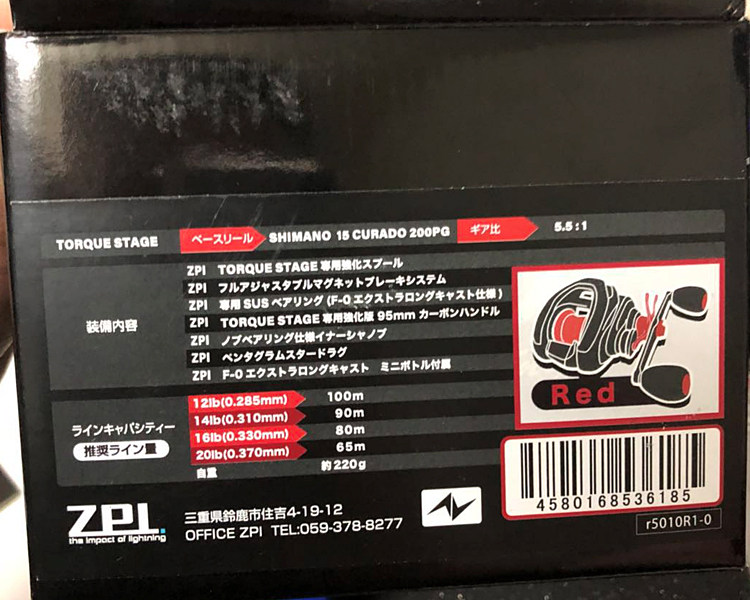 TORQUE STAGE ベースリール SHIMANO 15 CURADO 200PG ギア比 5.5:1
装備内容
ZPI TORQUE STAGE 専用強化スプール
ZPI フルアジャスタブルマグネットブレーキシステム
ZPI 専用 SUS ベアリング (F-0 エクストラロングキャスト仕様)
ZPI TORQUE STAGE 専用強化版 95mm カーボンハンドル
ZPI ノブベアリング仕様イナーシャノブ
ZPI ペンタグラムスタードラグ
ZPI F-0 エクストラロングキャスト ミニボトル付属
Red
ラインキャパシティー
推奨ライン量
12lb(0.285mm) 100m
14lb(0.310mm) 90m
16lb(0.330mm) 80m
20lb(0.370mm) 65m
自重 約220g
4580168536185
r5010R1-0
ZPI.
the impact of lightning
三重県鈴鹿市住吉4-19-12
OFFICE ZPI TEL:059-378-8277